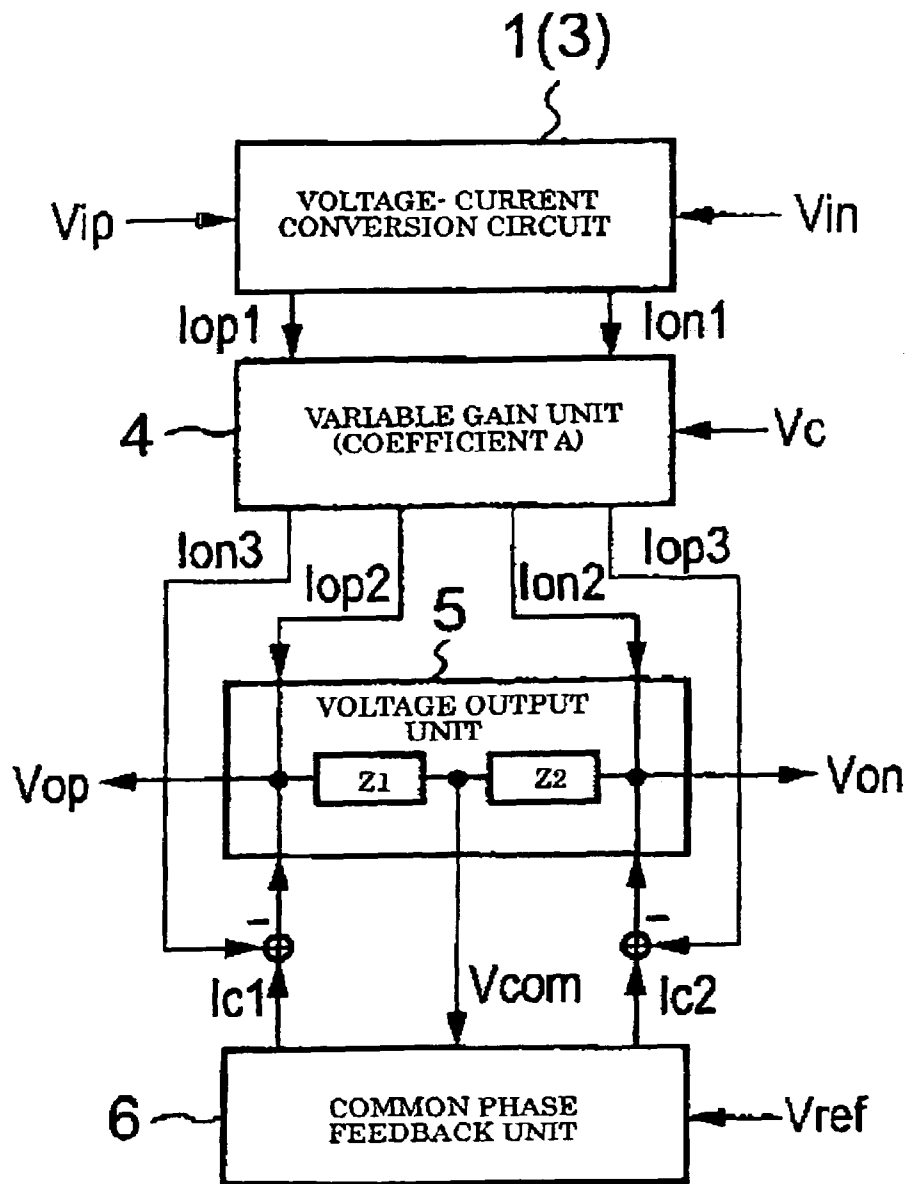 1(3)
VOLTAGE- CURRENT
CONVERSION CIRCUIT
Vip
Vin
Iop1
Ion1
VARIABLE GAIN UNIT
(COEFFICIENT A)
4
Vc
Ion3
Iop2
Ion2
Iop3
5
VOLTAGE OUTPUT
UNIT
Vop
Z1
Z2
Von
-
-
Ic1
Vcom
Ic2
6
COMMON PHASE
FEEDBACK UNIT
Vref